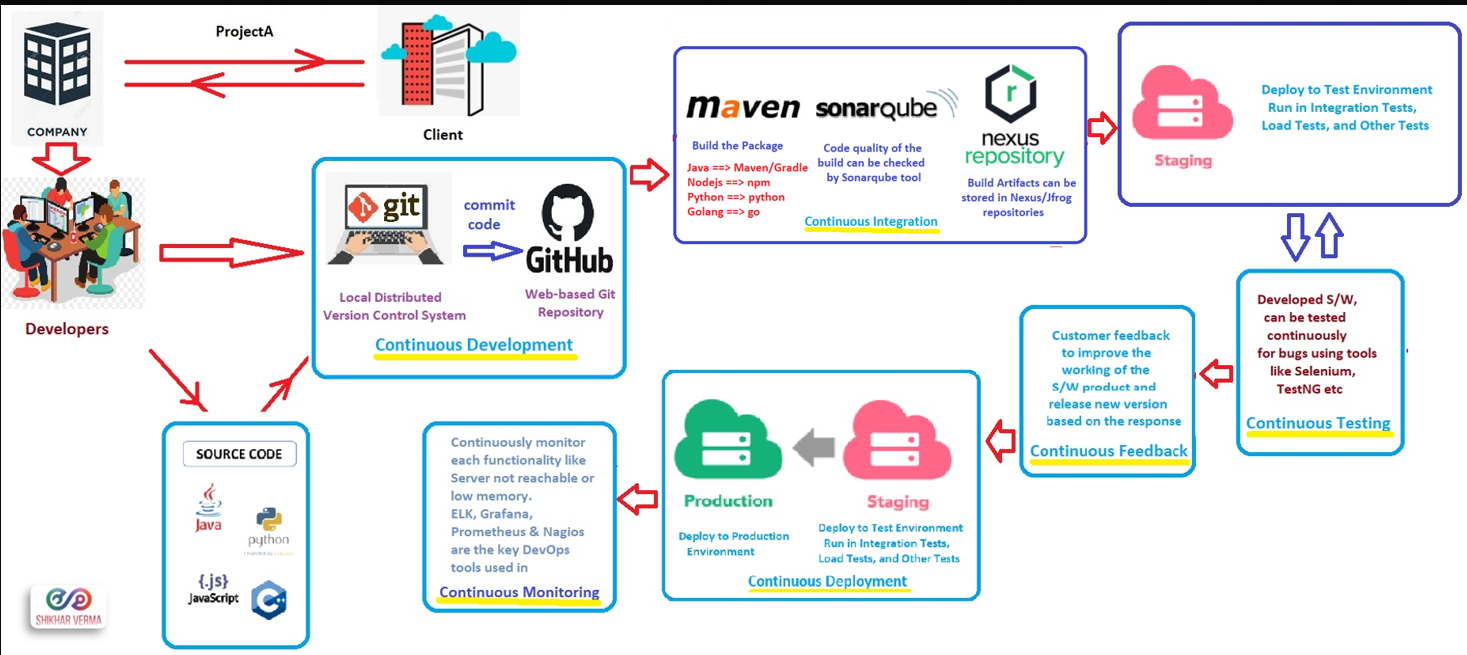 ProjectA
COMPANY
Client
Developers
SOURCE CODE
Java
python
{.js}
JavaScript
C++
SHIKHAR VERMA
git
commit
code
GitHub
Local Distributed
Version Control System
Web-based Git
Repository
Continuous Development
maven
Build the Package
Java ==> Maven/Gradle
Nodejs ==> npm
Python ==> python
Golang ==> go
sonarqube
Code quality of the
build can be checked
by Sonarqube tool
r
nexus
repository
Build Artifacts can be
stored in Nexus/Jfrog
repositories
Continuous Integration
Staging
Deploy to Test Environment
Run in Integration Tests,
Load Tests, and Other Tests
Developed S/W,
can be tested
continuously
for bugs using tools
like Selenium,
TestNG etc
Continuous Testing
Customer feedback
to improve the
working of the
S/W product and
release new version
based on the response
Continuous Feedback
Production
Deploy to Production
Environment
Staging
Deploy to Test Environment
Run in Integration Tests,
Load Tests, and Other Tests
Continuous Deployment
Continuously monitor
each functionality like
Server not reachable or
low memory.
ELK, Grafana,
Prometheus & Nagios
are the key DevOps
tools used in
Continuous Monitoring